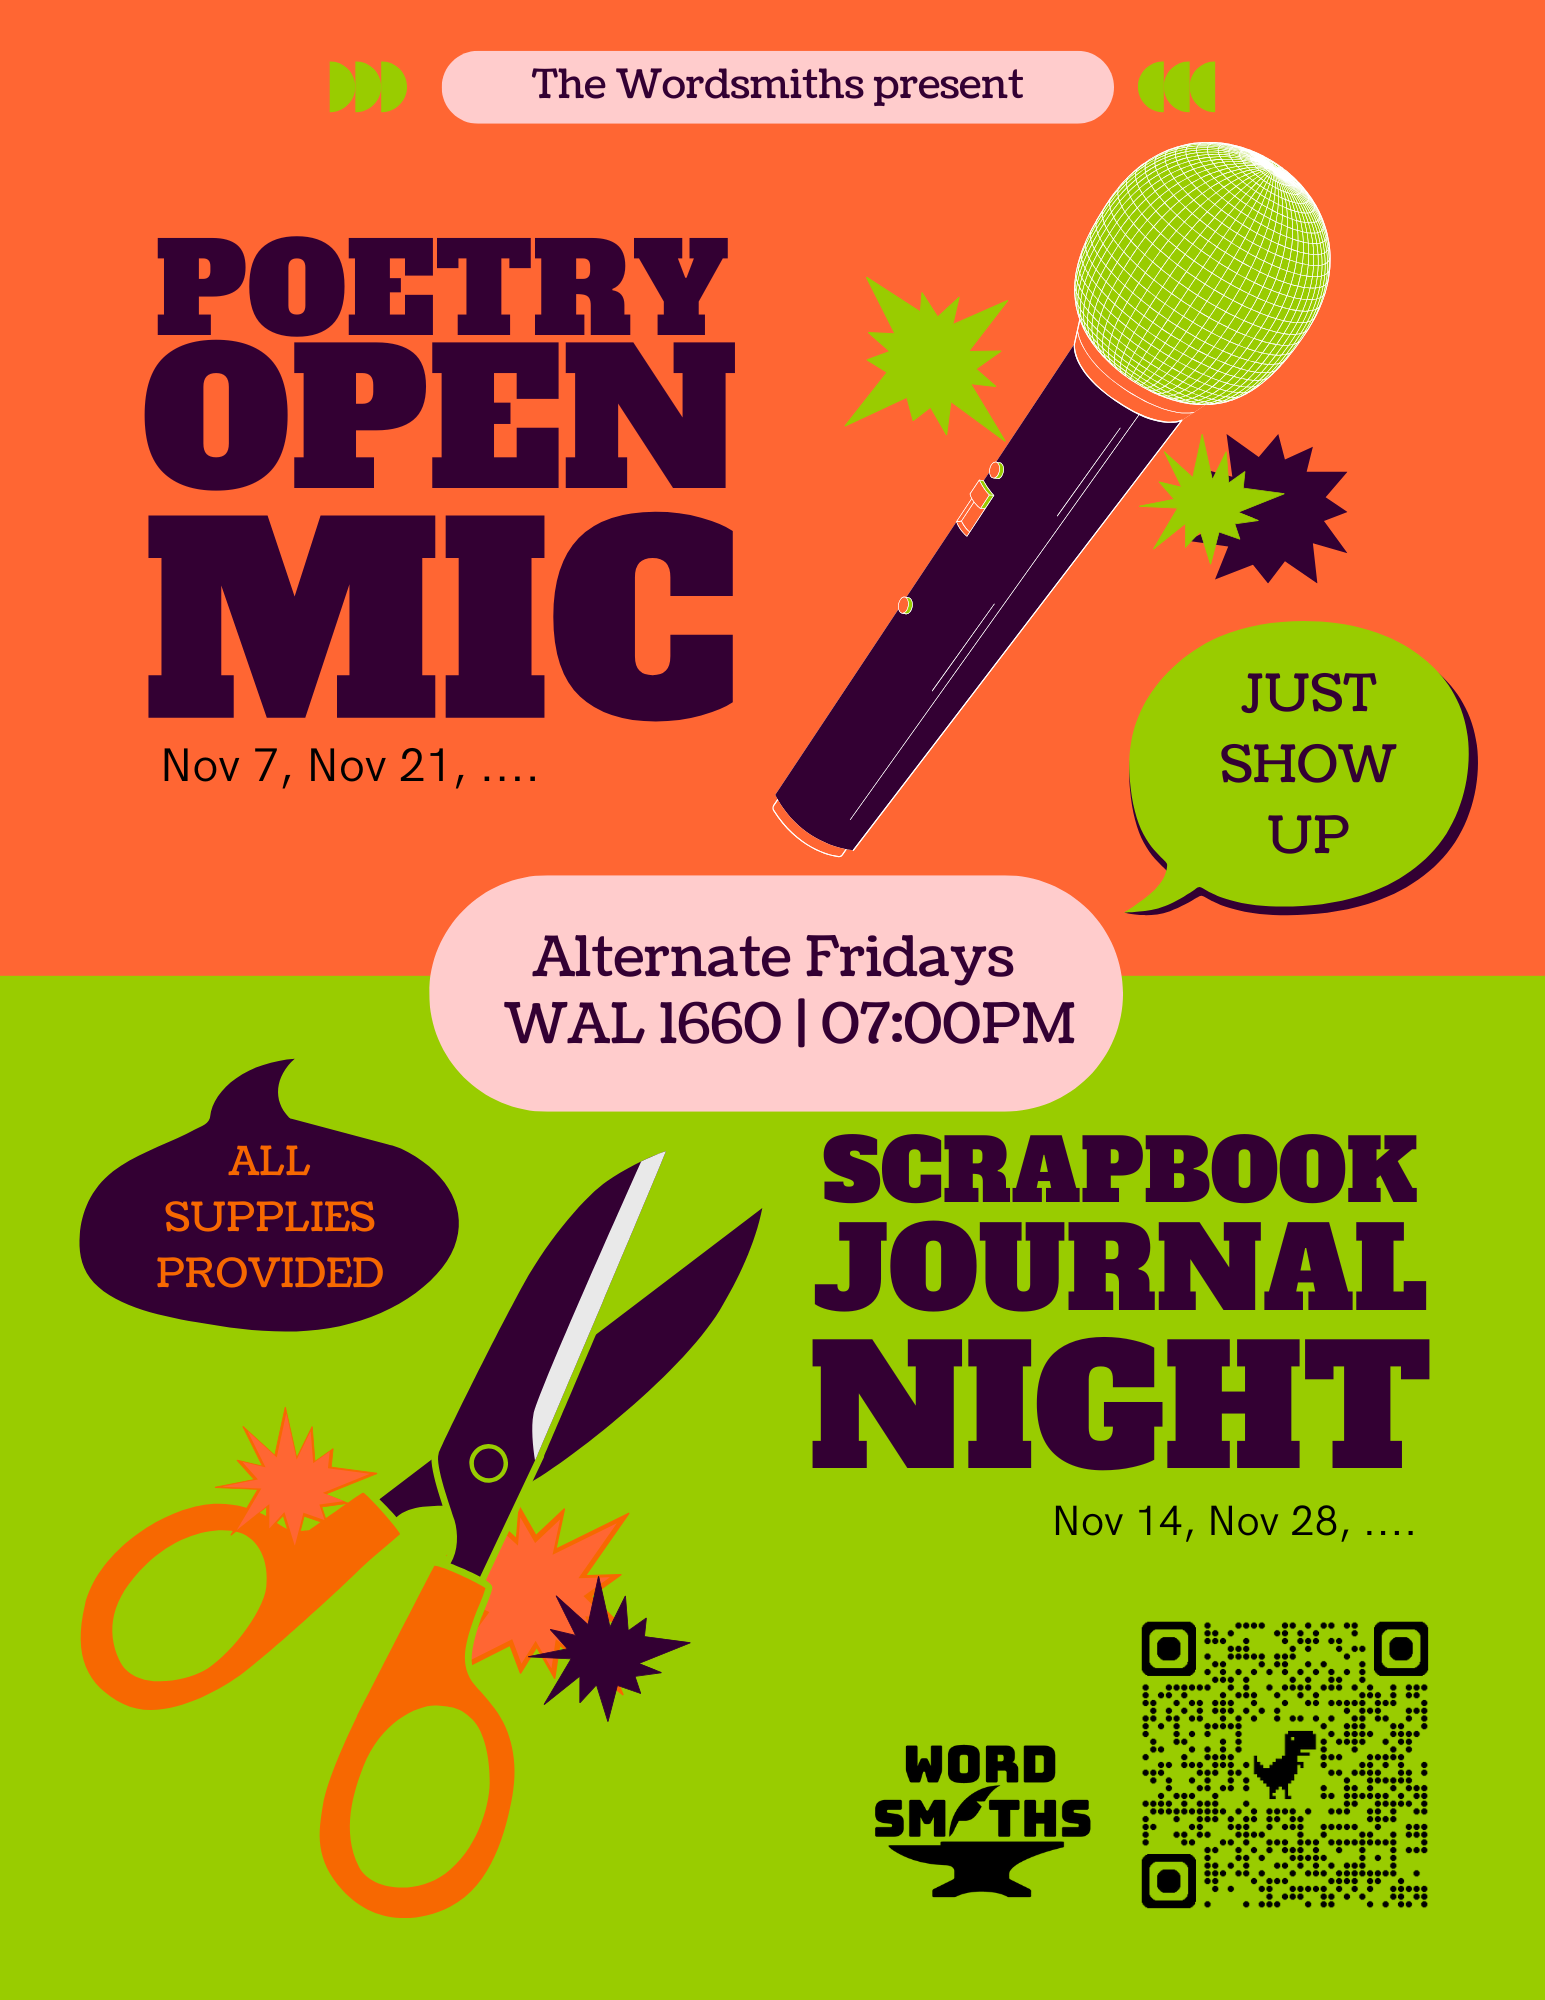 The Wordsmiths present
POETRY
OPEN
MIC
Nov 7, Nov 21, ....
JUST
SHOW
UP
Alternate Fridays
WAL 1660 | 07:00PM
ALL
SUPPLIES
PROVIDED
SCRAPBOOK
JOURNAL
NIGHT
Nov 14, Nov 28, ....
WORD
SMITHS